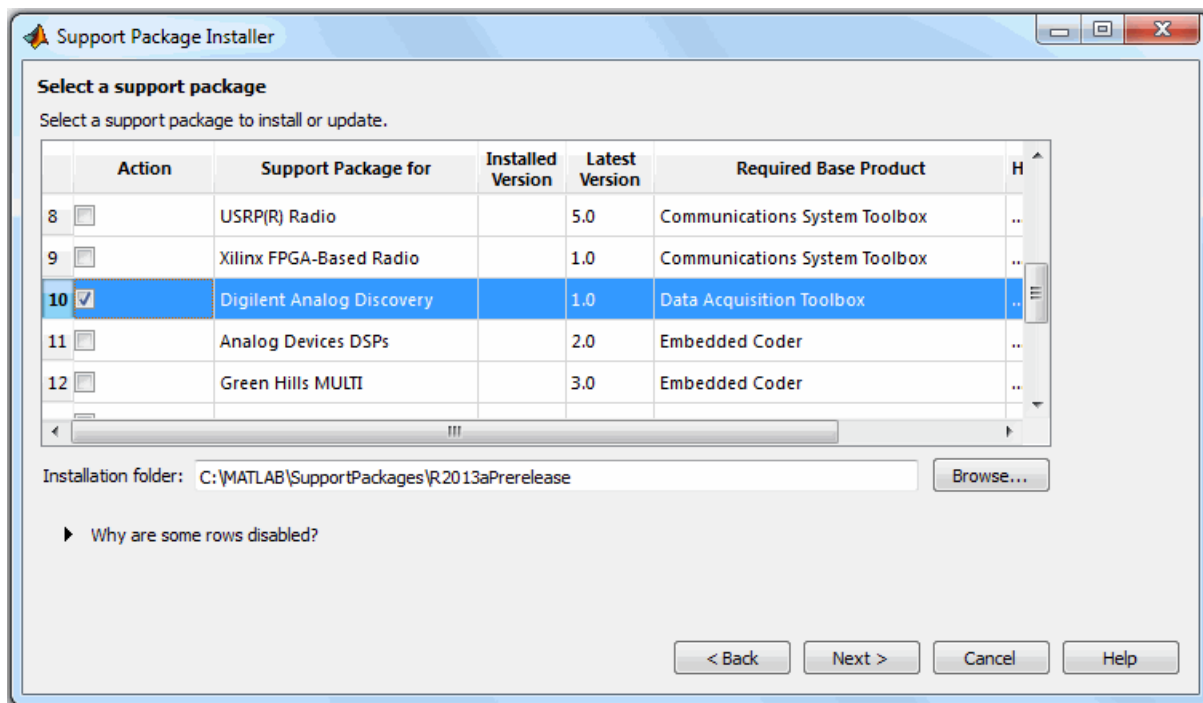 Support Package Installer
Select a support package
Select a support package to install or update.
Action Support Package for Installed Version Latest Version Required Base Product H
8 USRP(R) Radio 5.0 Communications System Toolbox ..
9 Xilinx FPGA-Based Radio 1.0 Communications System Toolbox ..
10 Digilent Analog Discovery 1.0 Data Acquisition Toolbox ..
11 Analog Devices DSPs 2.0 Embedded Coder ..
12 Green Hills MULTI 3.0 Embedded Coder ..
Installation folder: C:\MATLAB\SupportPackages\R2013aPrerelease Browse...
Why are some rows disabled?
< Back Next > Cancel Help